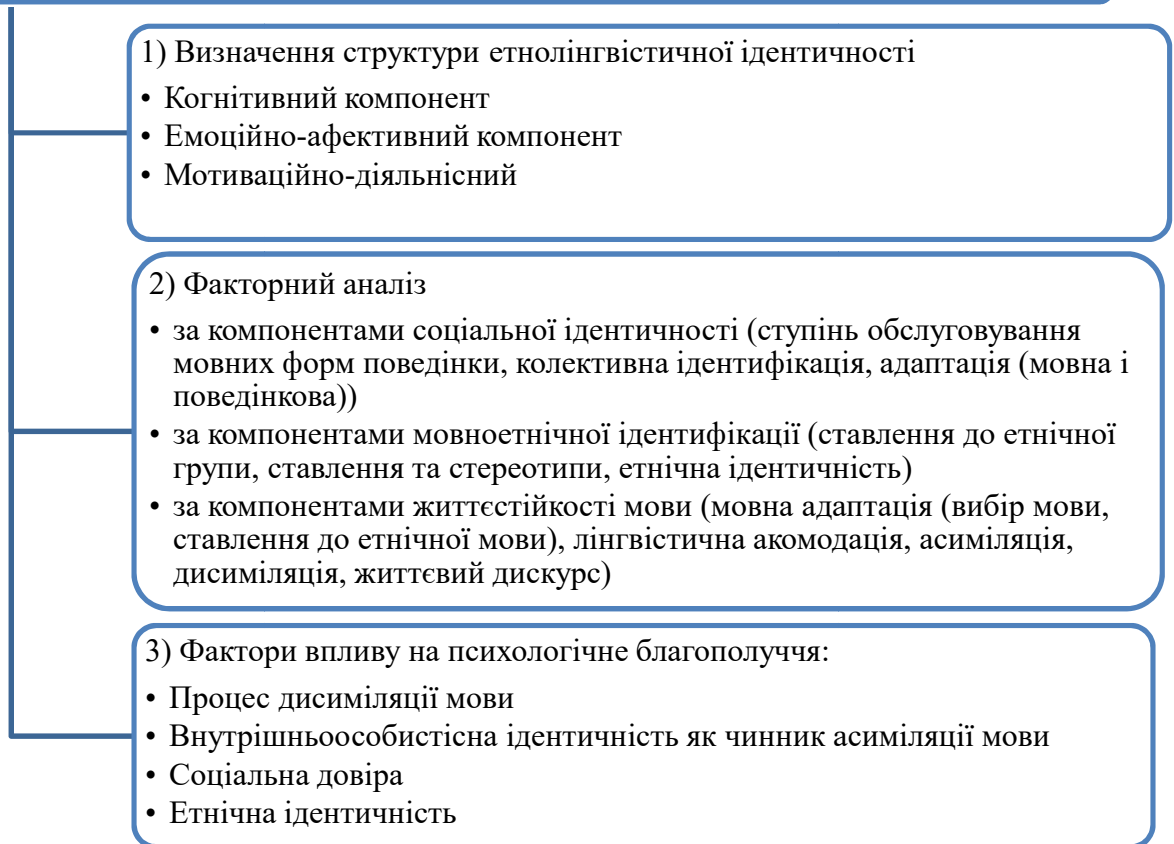 1) Визначення структури етнолінгвістичної ідентичності
• Когнітивний компонент
• Емоційно-афективний компонент
• Мотиваційно-діяльнісний
2) Факторний аналіз
• за компонентами соціальної ідентичності (ступінь обслуговування
мовних форм поведінки, колективна ідентифікація, адаптація (мовна і
поведінкова))
• за компонентами мовноетнічної ідентифікації (ставлення до етнічної
групи, ставлення та стереотипи, етнічна ідентичність)
• за компонентами життєстійкості мови (мовна адаптація (вибір мови,
ставлення до етнічної мови), лінгвістична акомодація, асиміляція,
дисиміляція, життєвий дискурс)
3) Фактори впливу на психологічне благополуччя:
• Процес дисиміляції мови
• Внутрішньоособистісна ідентичність як чинник асиміляції мови
• Соціальна довіра
• Етнічна ідентичність